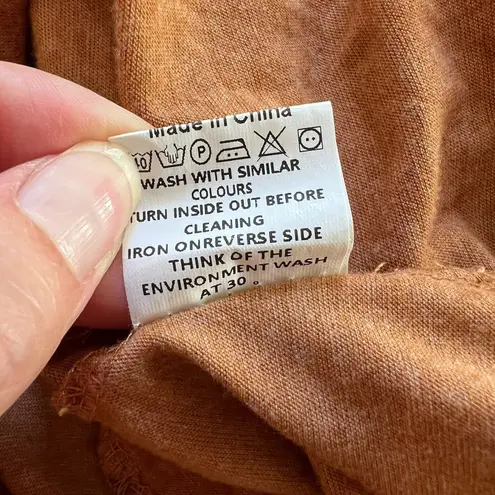 Made in China
P
WASH WITH SIMILAR
COLOURS
TURN INSIDE OUT BEFORE
CLEANING
IRON ONREVERSE SIDE
THINK OF THE
ENVIRONMENT WASH
AT 30 °